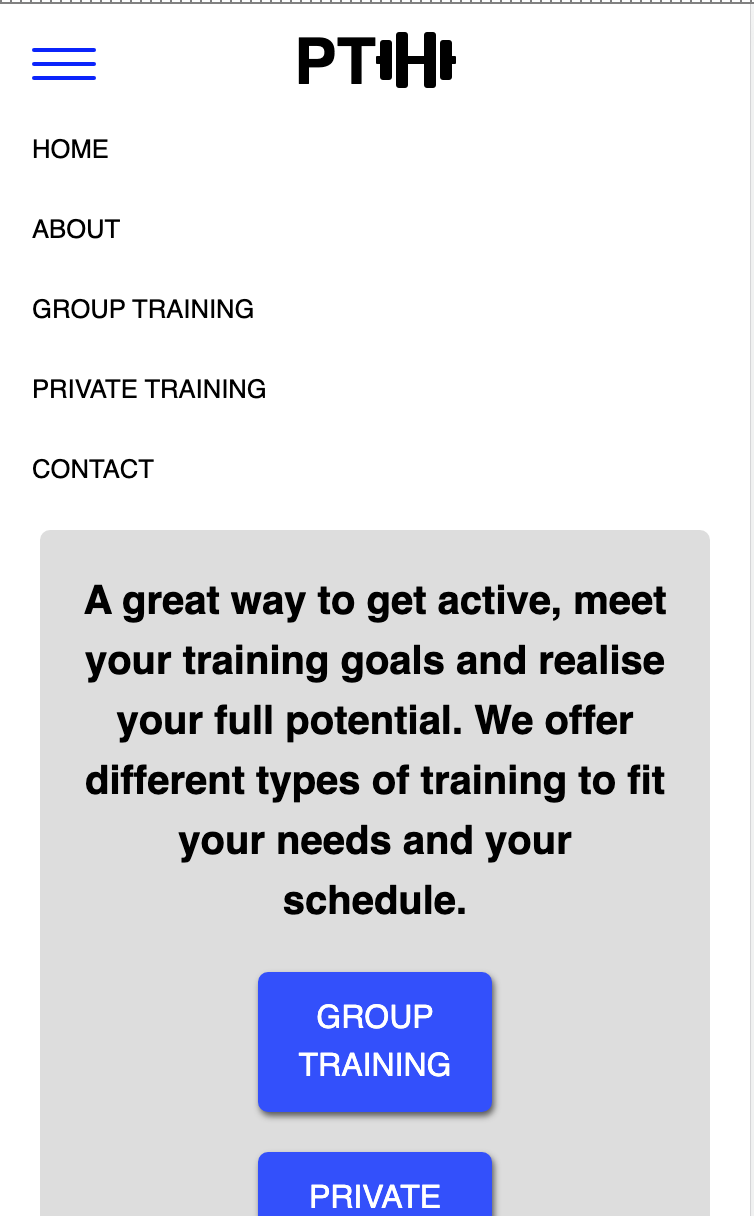 PT
HOME
ABOUT
GROUP TRAINING
PRIVATE TRAINING
CONTACT
A great way to get active, meet
your training goals and realise
your full potential. We offer
different types of training to fit
your needs and your
schedule.
GROUP
TRAINING
PRIVATE